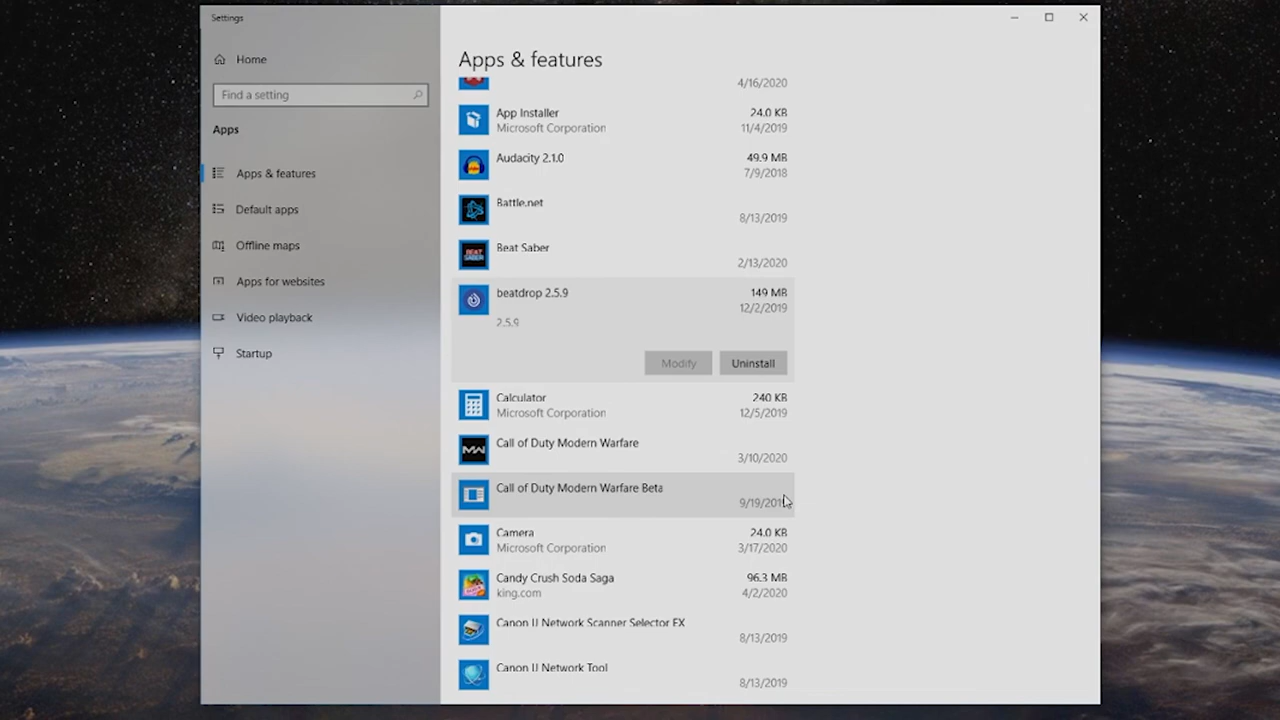 Settings
Home
Find a setting
Apps
Apps & features
Default apps
Offline maps
Apps for websites
Video playback
Startup
Apps & features
4/16/2020
App Installer 24.0 KB
Microsoft Corporation 11/4/2019
Audacity 2.1.0 49.9 MB
7/9/2018
Battle.net
8/13/2019
BEAT SABER
Beat Saber
2/13/2020
beatdrop 2.5.9 149 MB
12/2/2019
2.5.9
Modify Uninstall
Calculator 240 KB
Microsoft Corporation 12/5/2019
MW
Call of Duty Modern Warfare
3/10/2020
Call of Duty Modern Warfare Beta
9/19/2019
Camera 24.0 KB
Microsoft Corporation 3/17/2020
Candy Crush Soda Saga 96.3 MB
king.com 4/2/2020
Canon IJ Network Scanner Selector EX
8/13/2019
Canon IJ Network Tool
8/13/2019